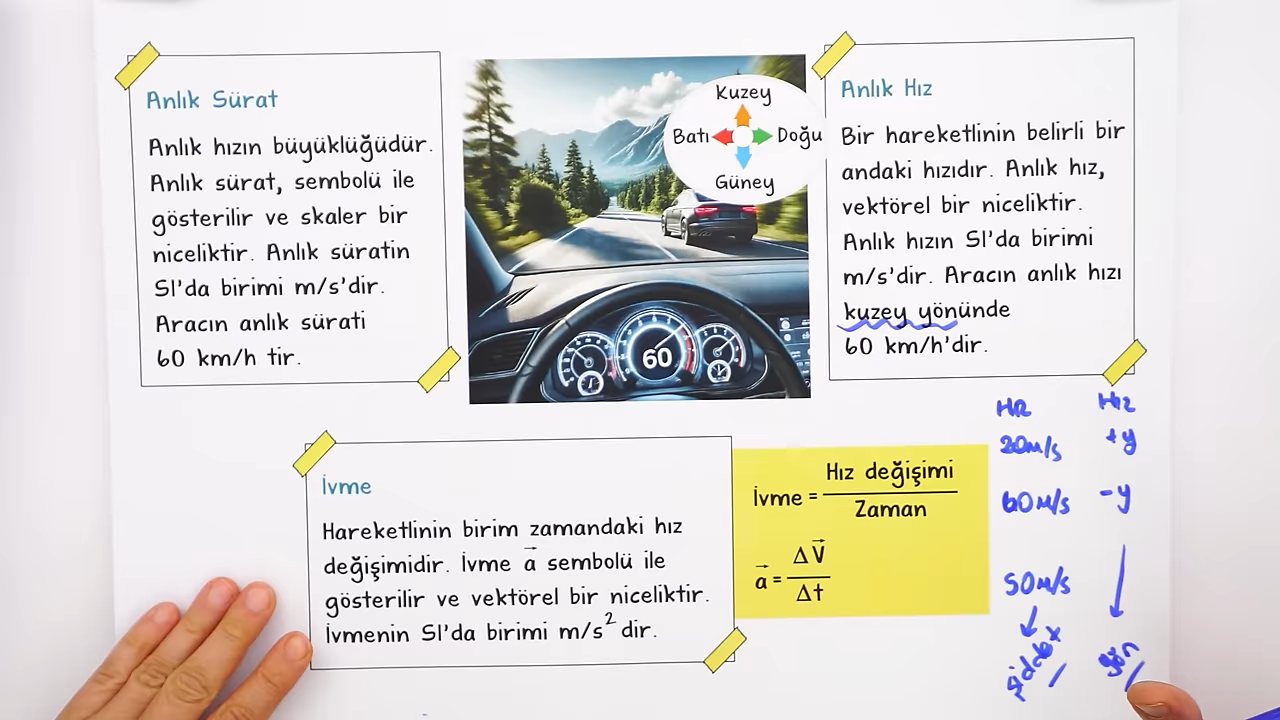 Anlık Sürat
Anlık hızın büyüklüğüdür.
Anlık sürat, sembolü ile
gösterilir ve skaler bir
niceliktir. Anlık süratin
SI'da birimi m/s'dir.
Aracın anlık sürati
60 km/h tir.
Kuzey
Batı
Doğu
Güney
60
Anlık Hız
Bir hareketlinin belirli bir
andaki hızıdır. Anlık hız,
vektörel bir niceliktir.
Anlık hızın SI'da birimi
m/s'dir. Aracın anlık hızı
kuzey yönünde
60 km/h'dir.
İvme
Hareketlinin birim zamandaki hız
değişimidir. İvme a⃗ sembolü ile
gösterilir ve vektörel bir niceliktir.
İvmenin SI'da birimi m/s² dir.
İvme = Hız değişimi / Zaman
a⃗ = ΔV⃗ / Δt
Hız
20m/s +y
60m/s -y
50m/s
yön